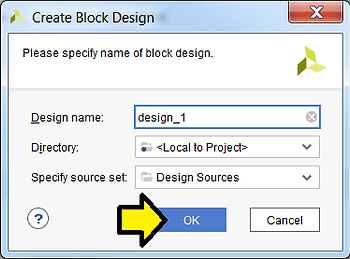 Create Block Design
Please specify name of block design.
Design name: design_1
Directory: <Local to Project>
Specify source set: Design Sources
? OK Cancel